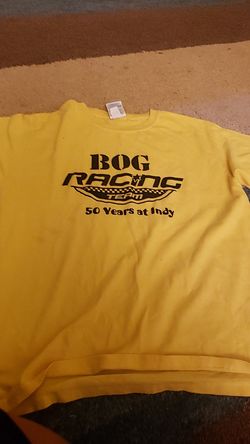 BOG
RACING
TEAM
50 Years at Indy